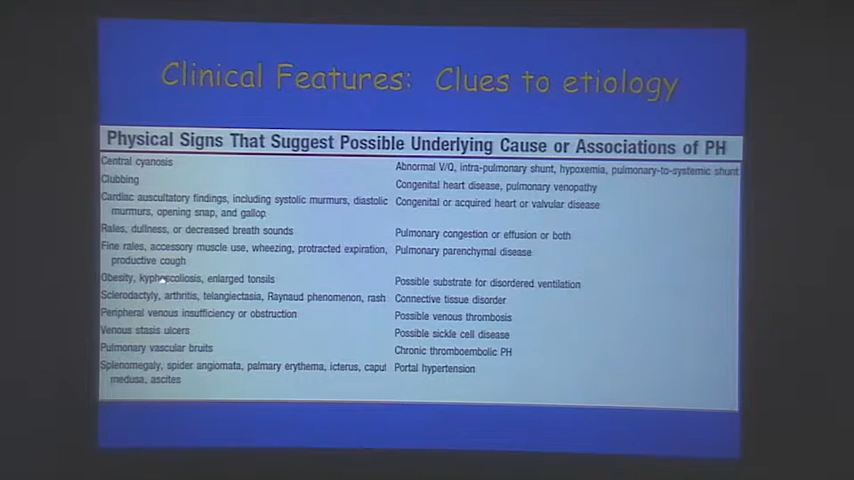 Clinical Features: Clues to etiology
Physical Signs That Suggest Possible Underlying Cause or Associations of PH
Central cyanosis
Abnormal V/Q, intra-pulmonary shunt, hypoxemia, pulmonary-to-systemic shunt
Clubbing
Congenital heart disease, pulmonary venopathy
Cardiac auscultatory findings, including systolic murmurs, diastolic
murmurs, opening snap, and gallop
Congenital or acquired heart or valvular disease
Rales, dullness, or decreased breath sounds
Pulmonary congestion or effusion or both
Fine rales, accessory muscle use, wheezing, protracted expiration,
productive cough
Pulmonary parenchymal disease
Obesity, kyphoscoliosis, enlarged tonsils
Possible substrate for disordered ventilation
Sclerodactyly, arthritis, telangiectasia, Raynaud phenomenon, rash
Connective tissue disorder
Peripheral venous insufficiency or obstruction
Possible venous thrombosis
Venous stasis ulcers
Possible sickle cell disease
Pulmonary vascular bruits
Chronic thromboembolic PH
Splenomegaly, spider angiomata, palmary erythema, icterus, caput
medusa, ascites
Portal hypertension